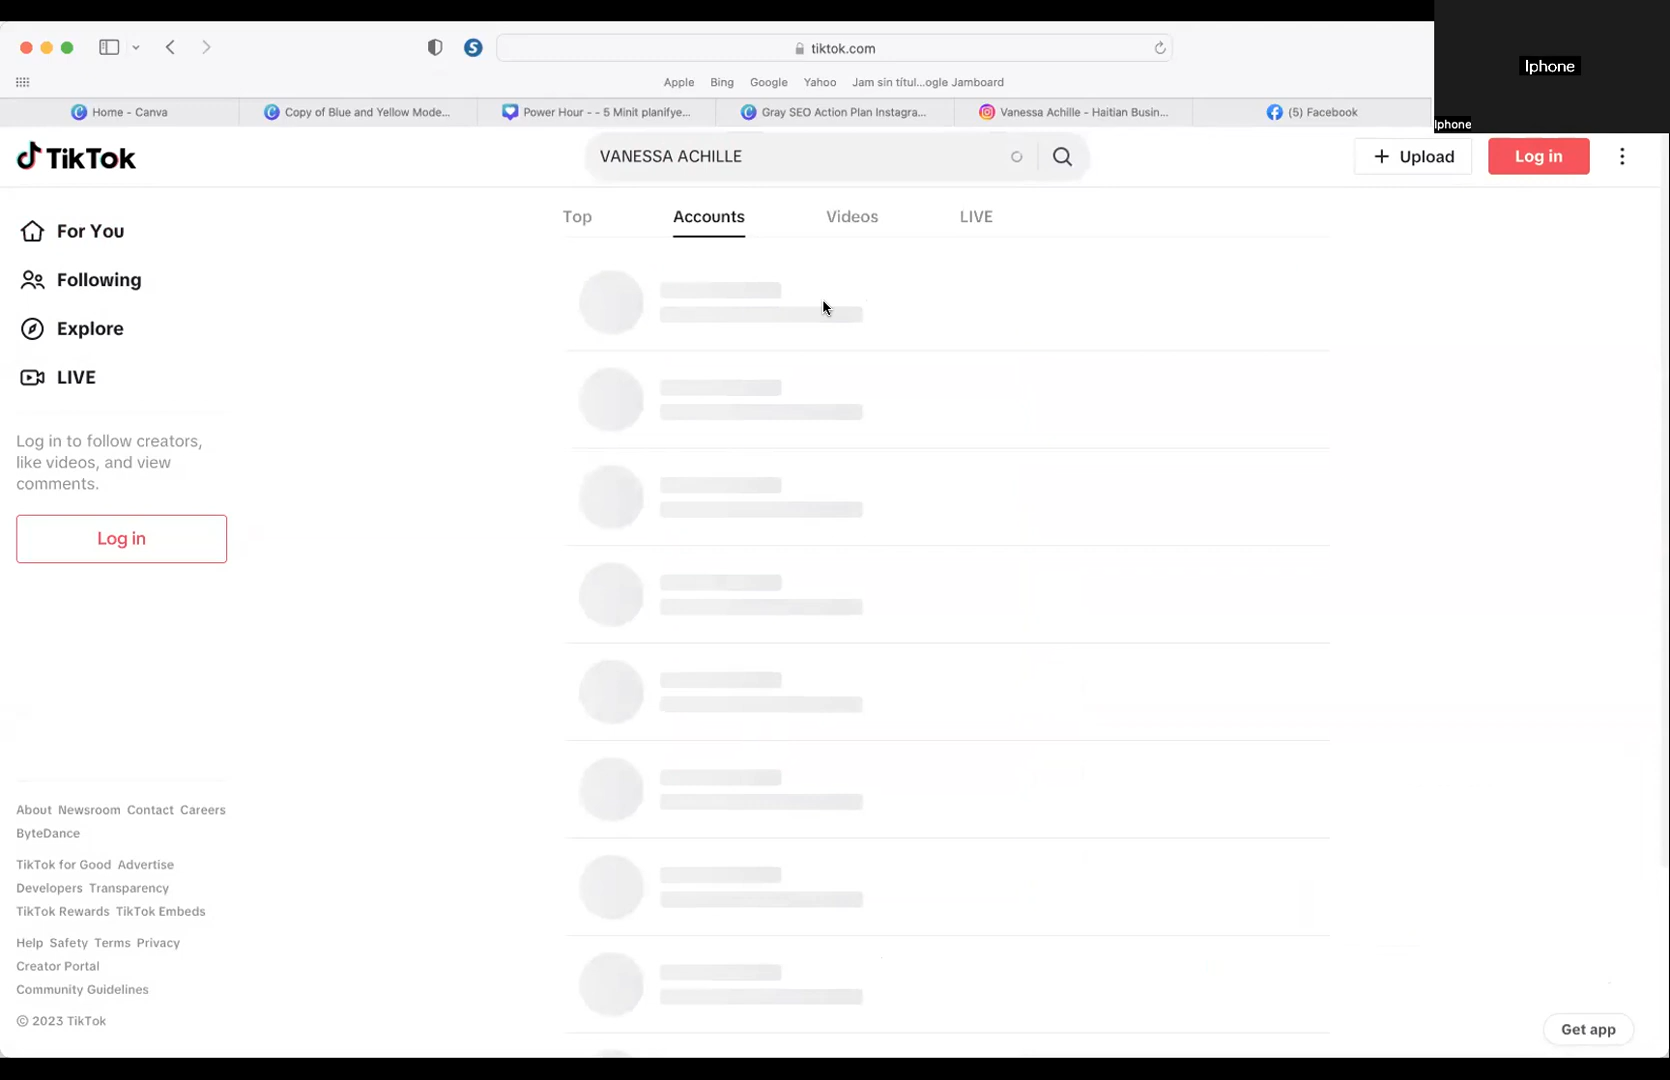 Iphone
tiktok.com
Apple Bing Google Yahoo Jam sin títul...ogle Jamboard
Home - Canva
Copy of Blue and Yellow Mode...
Power Hour - - 5 Minit planifye...
Gray SEO Action Plan Instagra...
Vanessa Achille - Haitian Busin...
(5) Facebook
Iphone
TikTok
VANESSA ACHILLE
Upload
Log in
Top
Accounts
Videos
LIVE
For You
Following
Explore
LIVE
Log in to follow creators,
like videos, and view
comments.
Log in
About Newsroom Contact Careers
ByteDance
TikTok for Good Advertise
Developers Transparency
TikTok Rewards TikTok Embeds
Help Safety Terms Privacy
Creator Portal
Community Guidelines
© 2023 TikTok
Get app